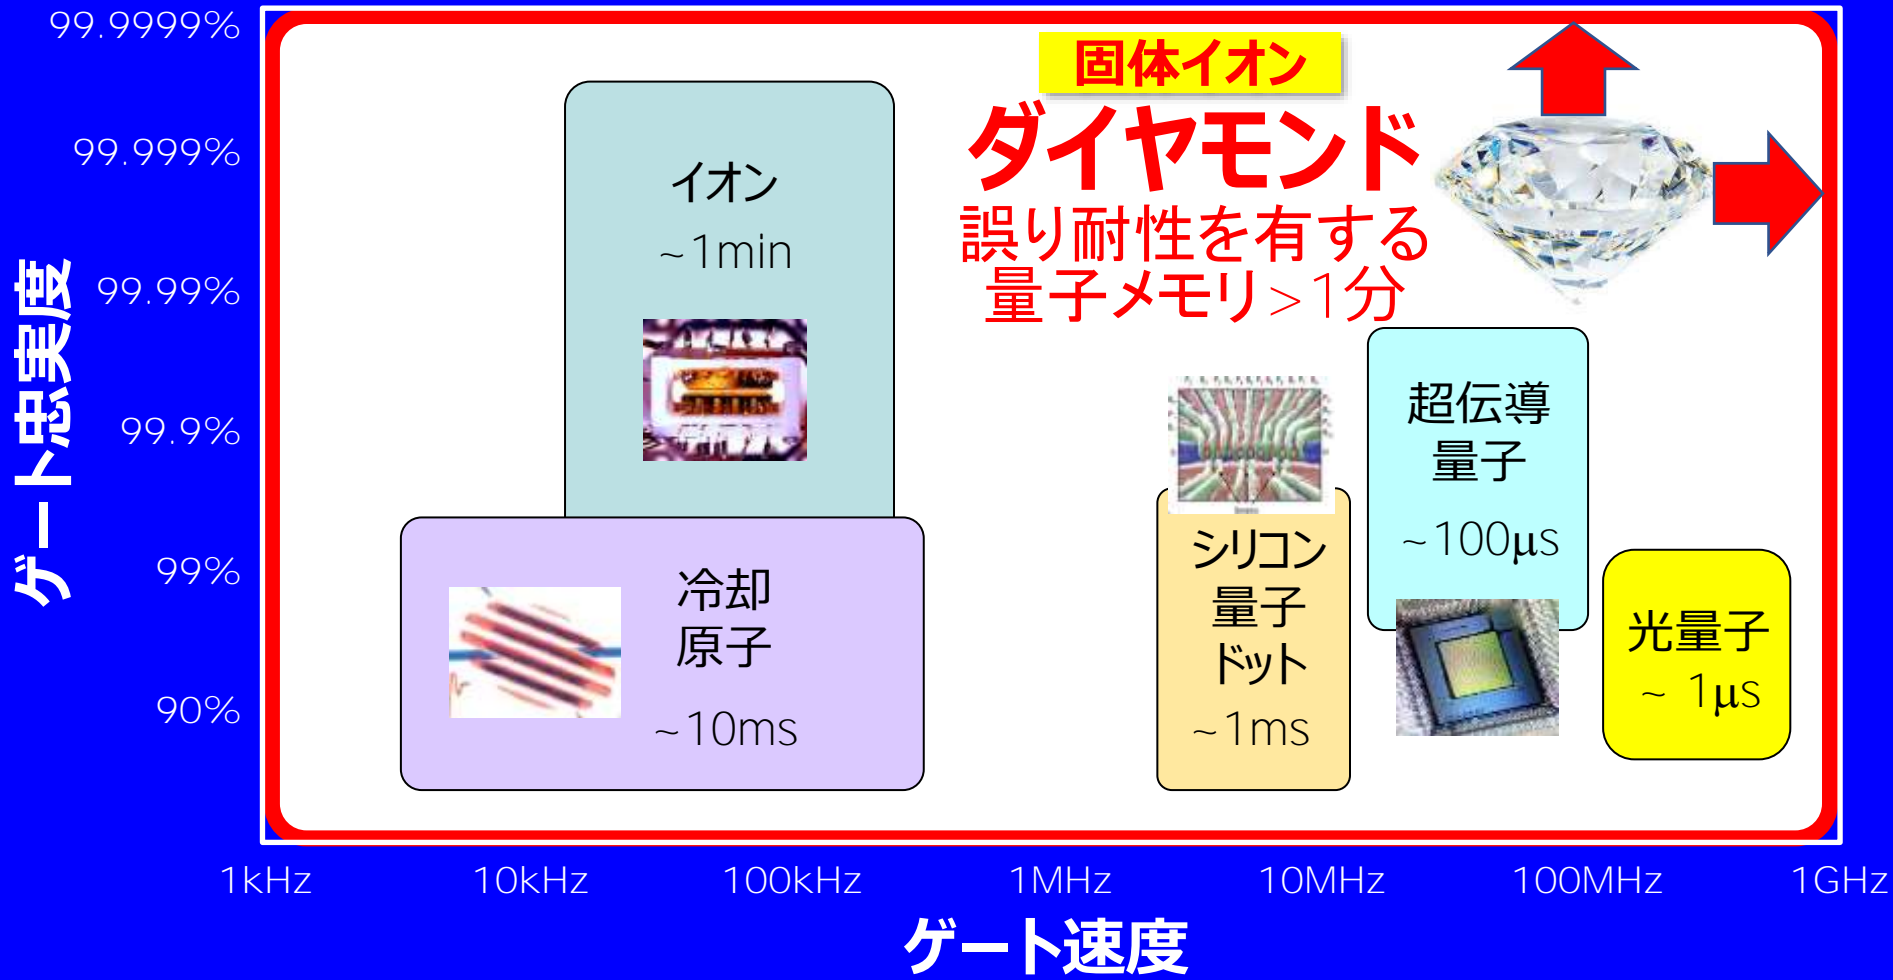 99.9999%
99.999%
99.99%
99.9%
99%
90%
ゲート忠実度
固体イオン
ダイヤモンド
誤り耐性を有する
量子メモリ>1分
イオン
~1min
冷却
原子
~10ms
シリコン
量子
ドット
~1ms
超伝導
量子
~100μs
光量子
~ 1μs
1kHz
10kHz
100kHz
1MHz
10MHz
100MHz
1GHz
ゲート速度